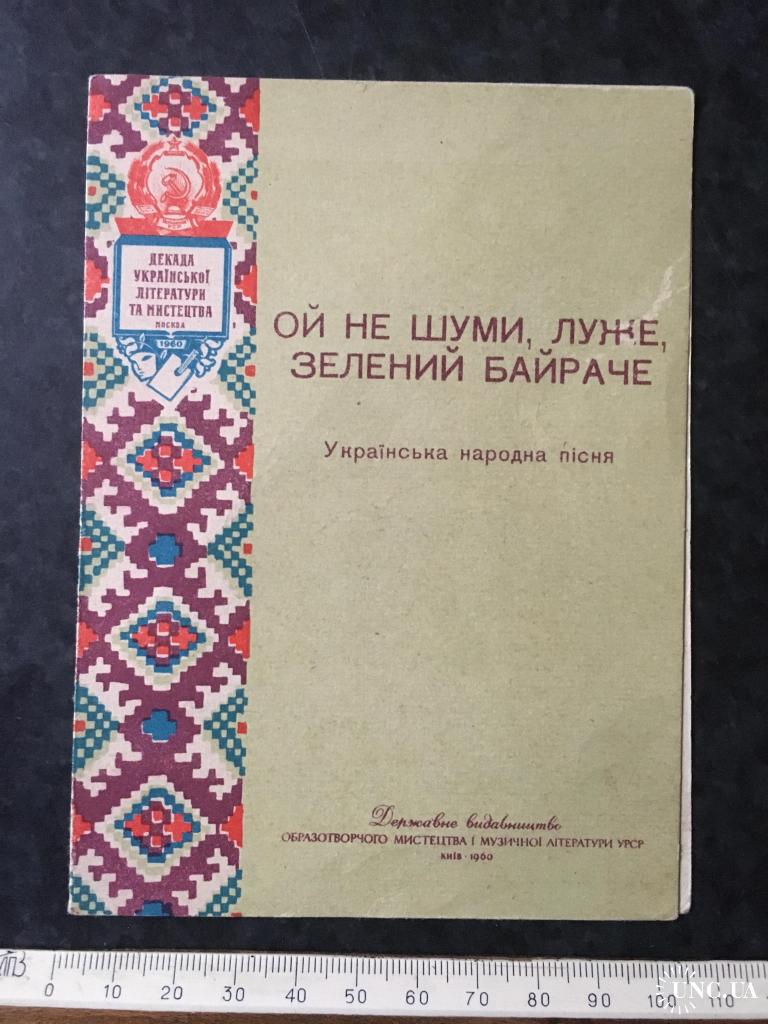 УРСР
ДЕКАДА
УКРАЇНСЬКОЇ
ЛІТЕРАТУРИ
ТА МИСТЕЦТВА
МОСКВА
1960
ОЙ НЕ ШУМИ, ЛУЖЕ,
ЗЕЛЕНИЙ БАЙРАЧЕ
Українська народна пісня
Державне видавництво
ОБРАЗОТВОРЧОГО МИСТЕЦТВА І МУЗИЧНОЇ ЛІТЕРАТУРИ УРСР
КИЇВ · 1960
0 10 20 30 40 50 60 70 80 90 100 110
UNC.UA